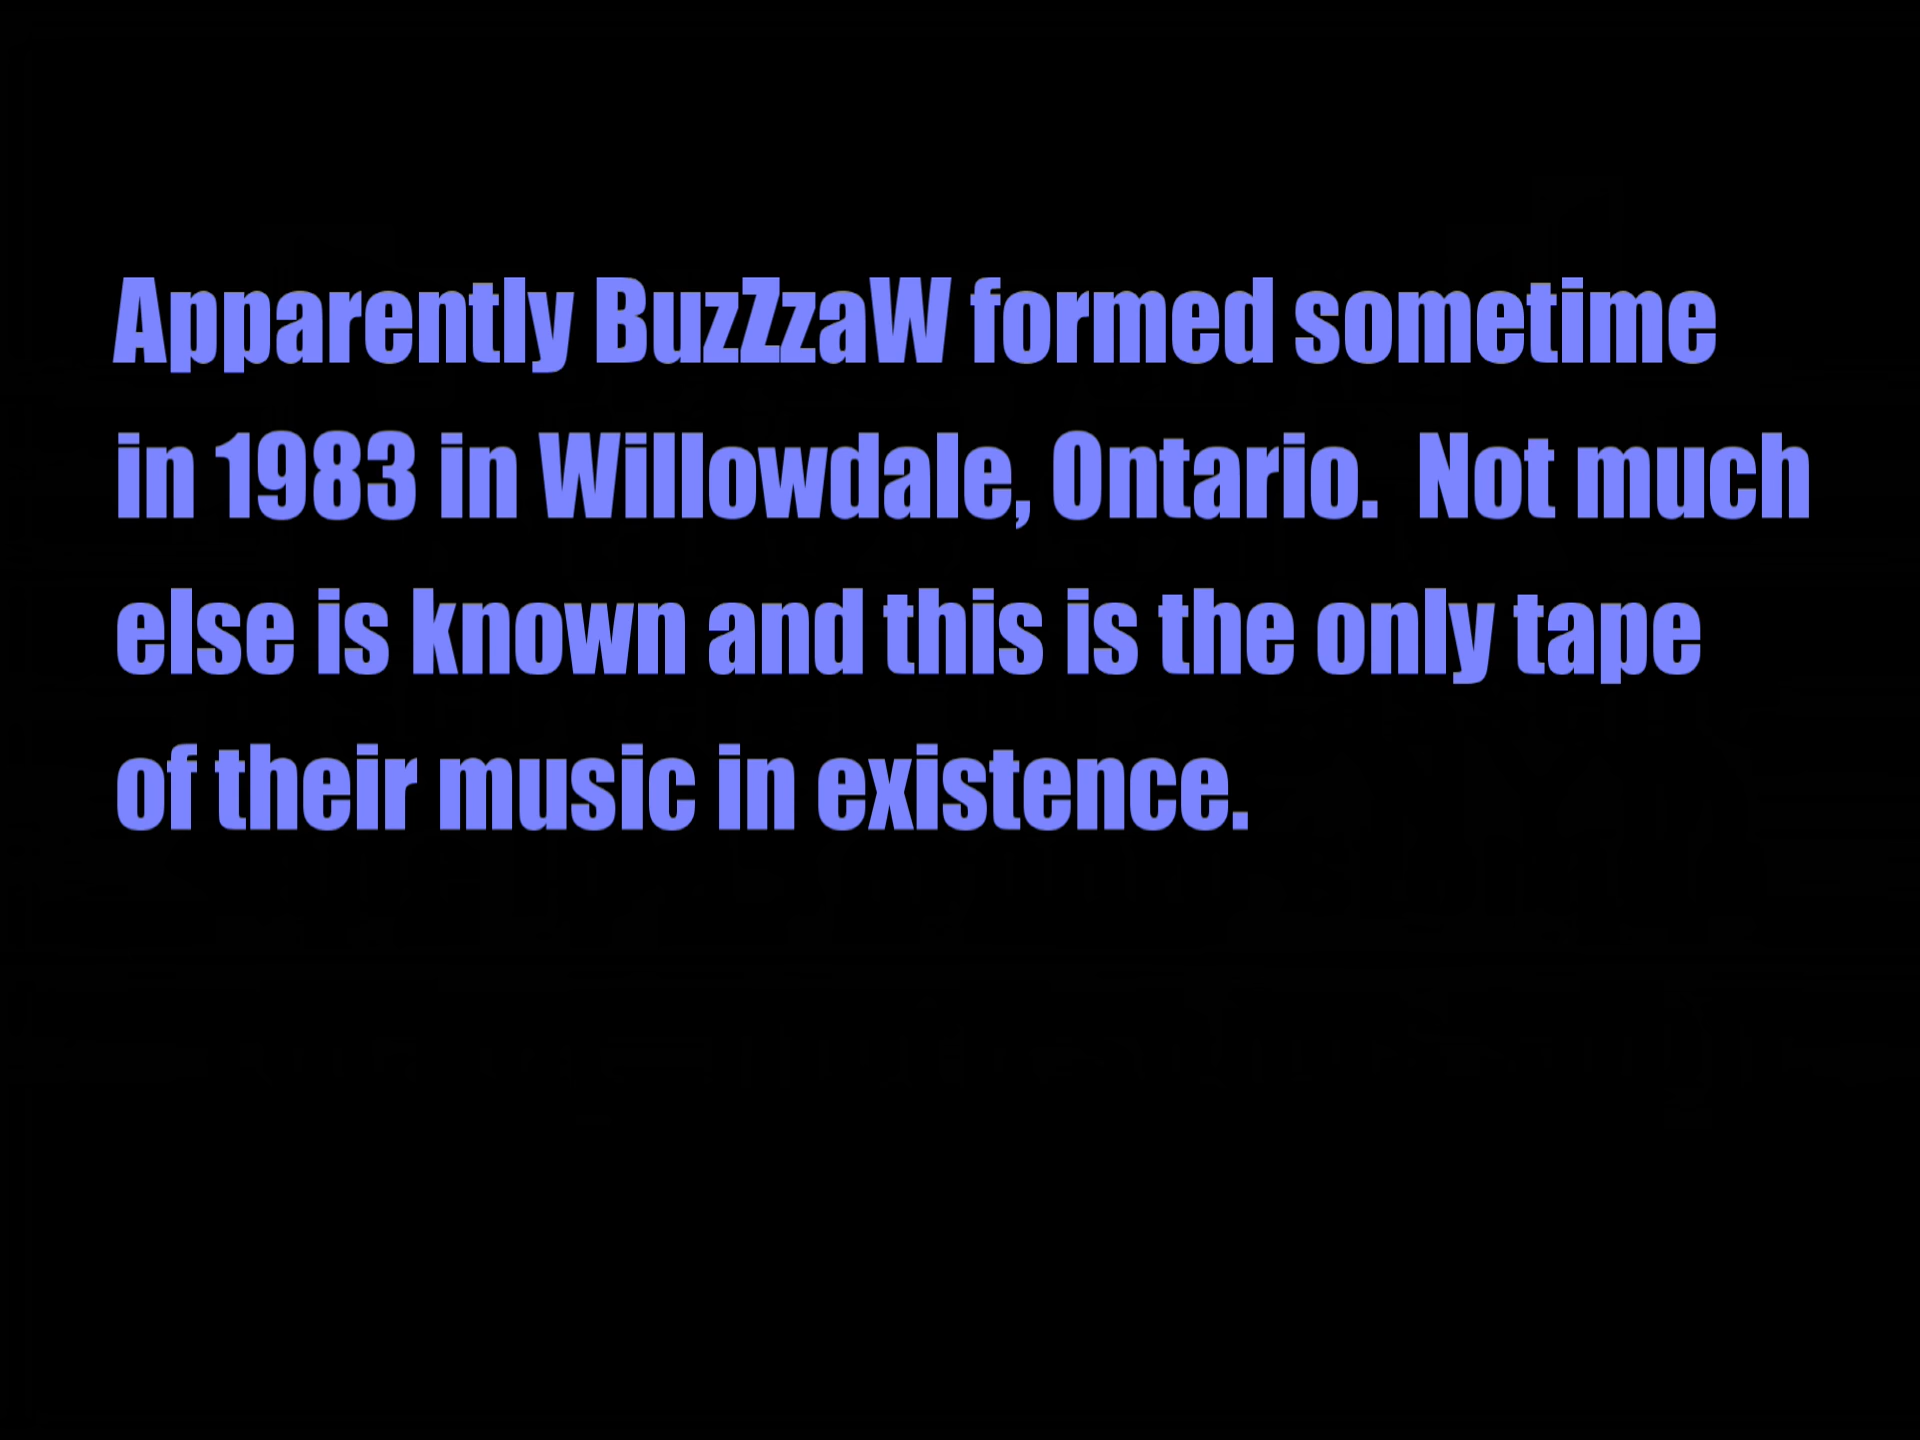 Apparently BuzZzaW formed sometime
in 1983 in Willowdale, Ontario.  Not much
else is known and this is the only tape
of their music in existence.